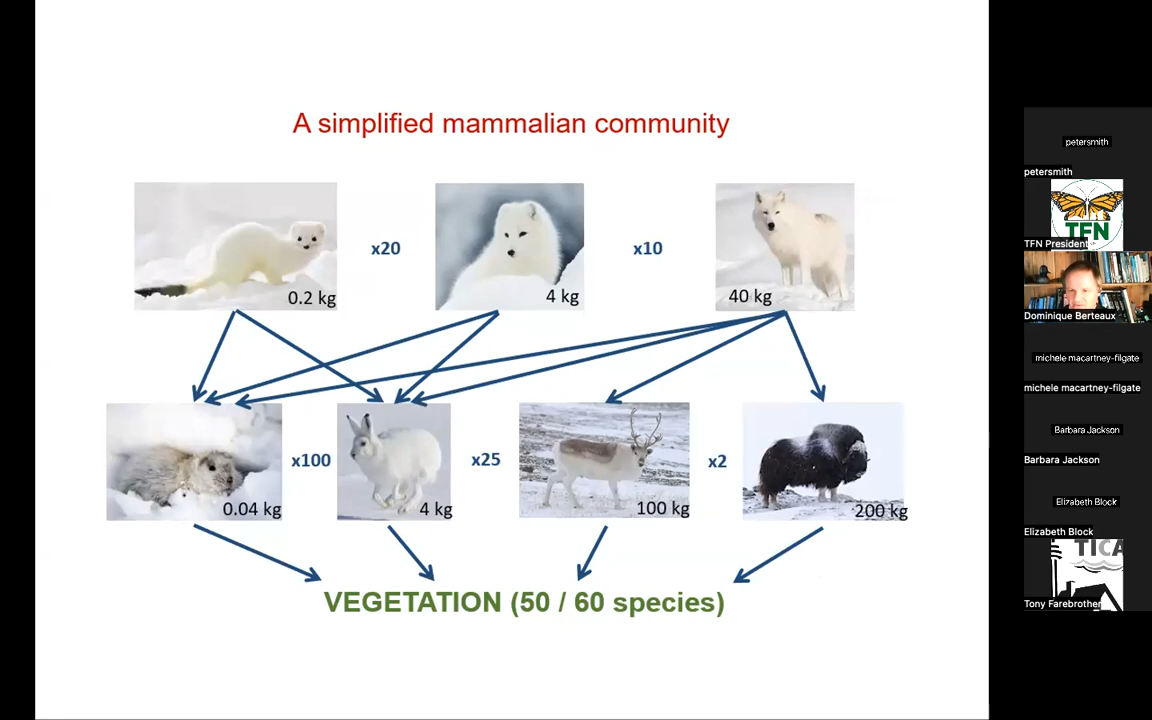 A simplified mammalian community
x20
x10
0.2 kg
4 kg
40 kg
x100
x25
x2
0.04 kg
4 kg
100 kg
200 kg
VEGETATION (50 / 60 species)
petersmith
petersmith
TFN
TFN President
Dominique Berteaux
michele macartney-filgate
michele macartney-filgate
Barbara Jackson
Barbara Jackson
Elizabeth Block
Elizabeth Block
TICA
Tony Farebrother